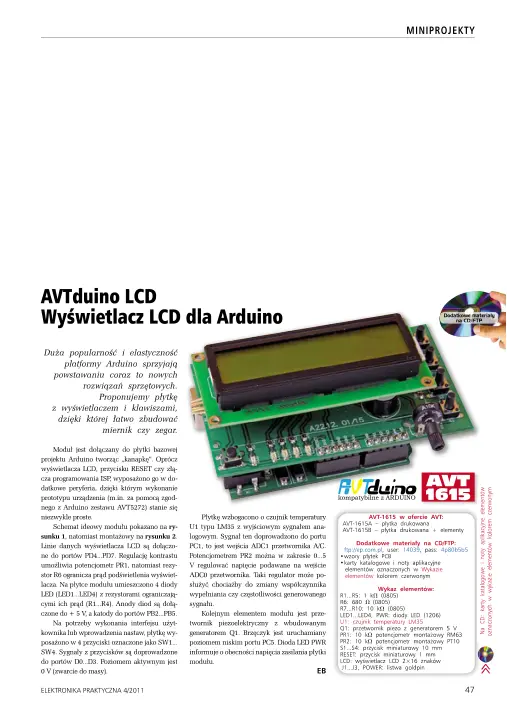 MINIPROJEKTY
AVTduino LCD
Wyświetlacz LCD dla Arduino
Dodatkowe materiały
na CD/FTP
Duża popularność i elastyczność
platformy Arduino sprzyjają
powstawaniu coraz to nowych
rozwiązań sprzętowych.
Proponujemy płytkę
z wyświetlaczem i klawiszami,
dzięki której łatwo zbudować
miernik czy zegar.
Moduł jest dołączany do płytki bazowej
projektu Arduino tworząc „kanapkę”. Oprócz
wyświetlacza LCD, przycisku RESET czy złą-
cza programowania ISP, wyposażono go w do-
datkowe peryferia, dzięki którym wykonanie
prototypu urządzenia (m.in. za pomocą zgod-
nego z Arduino zestawu AVT5272) staje się
niezwykle proste.
Schemat ideowy modułu pokazano na ry-
sunku 1, natomiast montażowy na rysunku 2.
Linie danych wyświetlacza LCD są dołączo-
ne do portów PD4...PD7. Regulację kontrastu
umożliwia potencjometr PR1, natomiast rezy-
stor R6 ogranicza prąd podświetlenia wyświet-
lacza. Na płytce modułu umieszczono 4 diody
LED (LED1...LED4) z rezystorami ograniczają-
cymi ich prąd (R1...R4). Anody diod są dołą-
czone do + 5 V, a katody do portów PB2...PB5.
Na potrzeby wykonania interfejsu użyt-
kownika lub wprowadzenia nastaw, płytkę wy-
posażono w 4 przyciski oznaczone jako SW1...
SW4. Sygnały z przycisków są doprowadzone
do portów D0...D3. Poziomem aktywnym jest
0 V (zwarcie do masy).
Płytkę wzbogacono o czujnik temperatury
U1 typu LM35 z wyjściowym sygnałem ana-
logowym. Sygnał ten doprowadzono do portu
PC1, to jest wejścia ADC1 przetwornika A/C.
Potencjometrem PR2 można w zakresie 0...5
V regulować napięcie podawane na wejście
ADC0 przetwornika. Taki regulator może po-
służyć chociażby do zmiany współczynnika
wypełniania czy częstotliwości generowanego
sygnału.
Kolejnym elementem modułu jest prze-
twornik piezoelektryczny z wbudowanym
generatorem Q1. Brzęczyk jest uruchamiany
poziomem niskim portu PC5. Dioda LED PWR
informuje o obecności napięcia zasilania płytki
modułu.
EB
A2212 01/15
AVTduino
kompatybilne z ARDUINO
AVT
1615
AVT-1615 w ofercie AVT:
AVT-1615A – płytka drukowana
AVT-1615B – płytka drukowana + elementy
Dodatkowe materiały na CD/FTP:
ftp://ep.com.pl, user: 14039, pass: 4p80b5b5
•wzory płytek PCB
•karty katalogowe i noty aplikacyjne
elementów oznaczonych w Wykazie
elementów kolorem czerwonym
Wykaz elementów:
R1...R5: 1 kΩ (0805)
R6: 680 Ω (0805)
R7...R10: 10 kΩ (0805)
LED1...LED4, PWR: diody LED (1206)
U1: czujnik temperatury LM35
Q1: przetwornik piezo z generatorem 5 V
PR1: 10 kΩ potencjometr montażowy RM63
PR2: 10 kΩ potencjometr montażowy PT10
S1...S4: przycisk miniaturowy 10 mm
RESET: przycisk miniaturowy 1 mm
LCD: wyświetlacz LCD 2×16 znaków
J1...J3, POWER: listwa goldpin
Na CD: karty katalogowe i noty aplikacyjne elementów
oznaczonych w wykazie elementów kolorem czerwonym
ELEKTRONIKA PRAKTYCZNA 4/2011
47